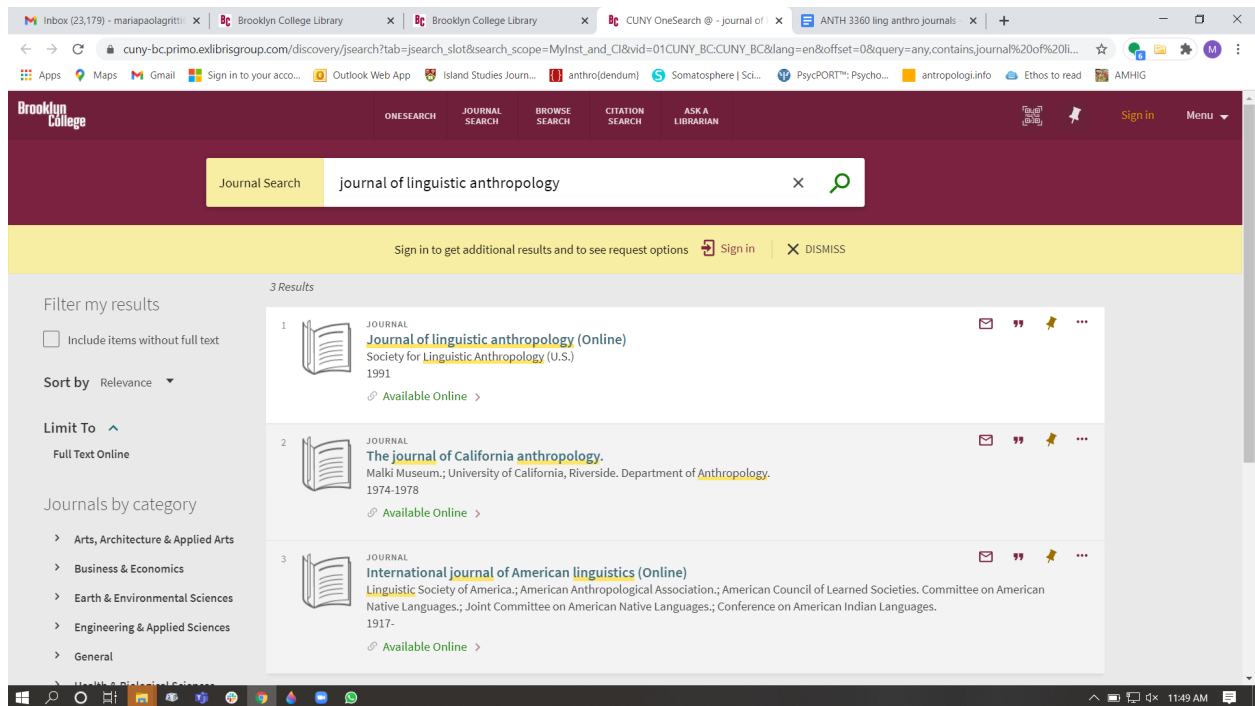 Inbox (23,179) - mariapaolagritti
Brooklyn College Library
Brooklyn College Library
CUNY OneSearch @ - journal of l
ANTH 3360 ling anthro journals -
cuny-bc.primo.exlibrisgroup.com/discovery/jsearch?tab=jsearch_slot&search_scope=MyInst_and_CI&vid=01CUNY_BC:CUNY_BC&lang=en&offset=0&query=any,contains,journal%20of%20li...
6
M
Apps
Maps
Gmail
Sign in to your acco...
Outlook Web App
Island Studies Journ...
anthro{dendum}
Somatosphere | Sci...
PsycPORT™: Psycho...
antropologi.info
Ethos to read
AMHIG
Brooklyn
College
ONESEARCH
JOURNAL
SEARCH
BROWSE
SEARCH
CITATION
SEARCH
ASK A
LIBRARIAN
Sign in
Menu
Journal Search
journal of linguistic anthropology
Sign in to get additional results and to see request options
Sign in
DISMISS
Filter my results
Include items without full text
Sort by Relevance
Limit To
Full Text Online
Journals by category
Arts, Architecture & Applied Arts
Business & Economics
Earth & Environmental Sciences
Engineering & Applied Sciences
General
Health & Biological Sciences
3 Results
1
JOURNAL
Journal of linguistic anthropology (Online)
Society for Linguistic Anthropology (U.S.)
1991
Available Online
2
JOURNAL
The journal of California anthropology.
Malki Museum.; University of California, Riverside. Department of Anthropology.
1974-1978
Available Online
3
JOURNAL
International journal of American linguistics (Online)
Linguistic Society of America.; American Anthropological Association.; American Council of Learned Societies. Committee on American
Native Languages.; Joint Committee on American Native Languages.; Conference on American Indian Languages.
1917-
Available Online
11:49 AM